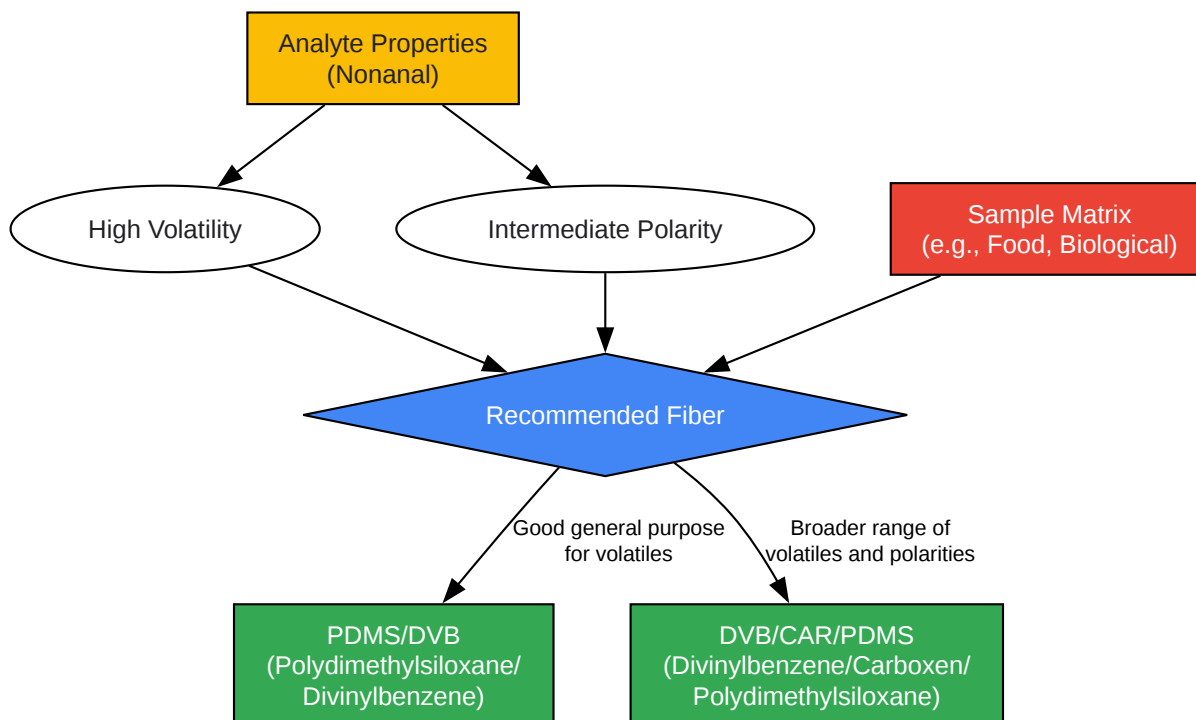 Analyte Properties
(Nonanal)
High Volatility
Intermediate Polarity
Sample Matrix
(e.g., Food, Biological)
Recommended Fiber
Good general purpose
for volatiles
Broader range of
volatiles and polarities
PDMS/DVB
(Polydimethylsiloxane/
Divinylbenzene)
DVB/CAR/PDMS
(Divinylbenzene/Carboxen/
Polydimethylsiloxane)